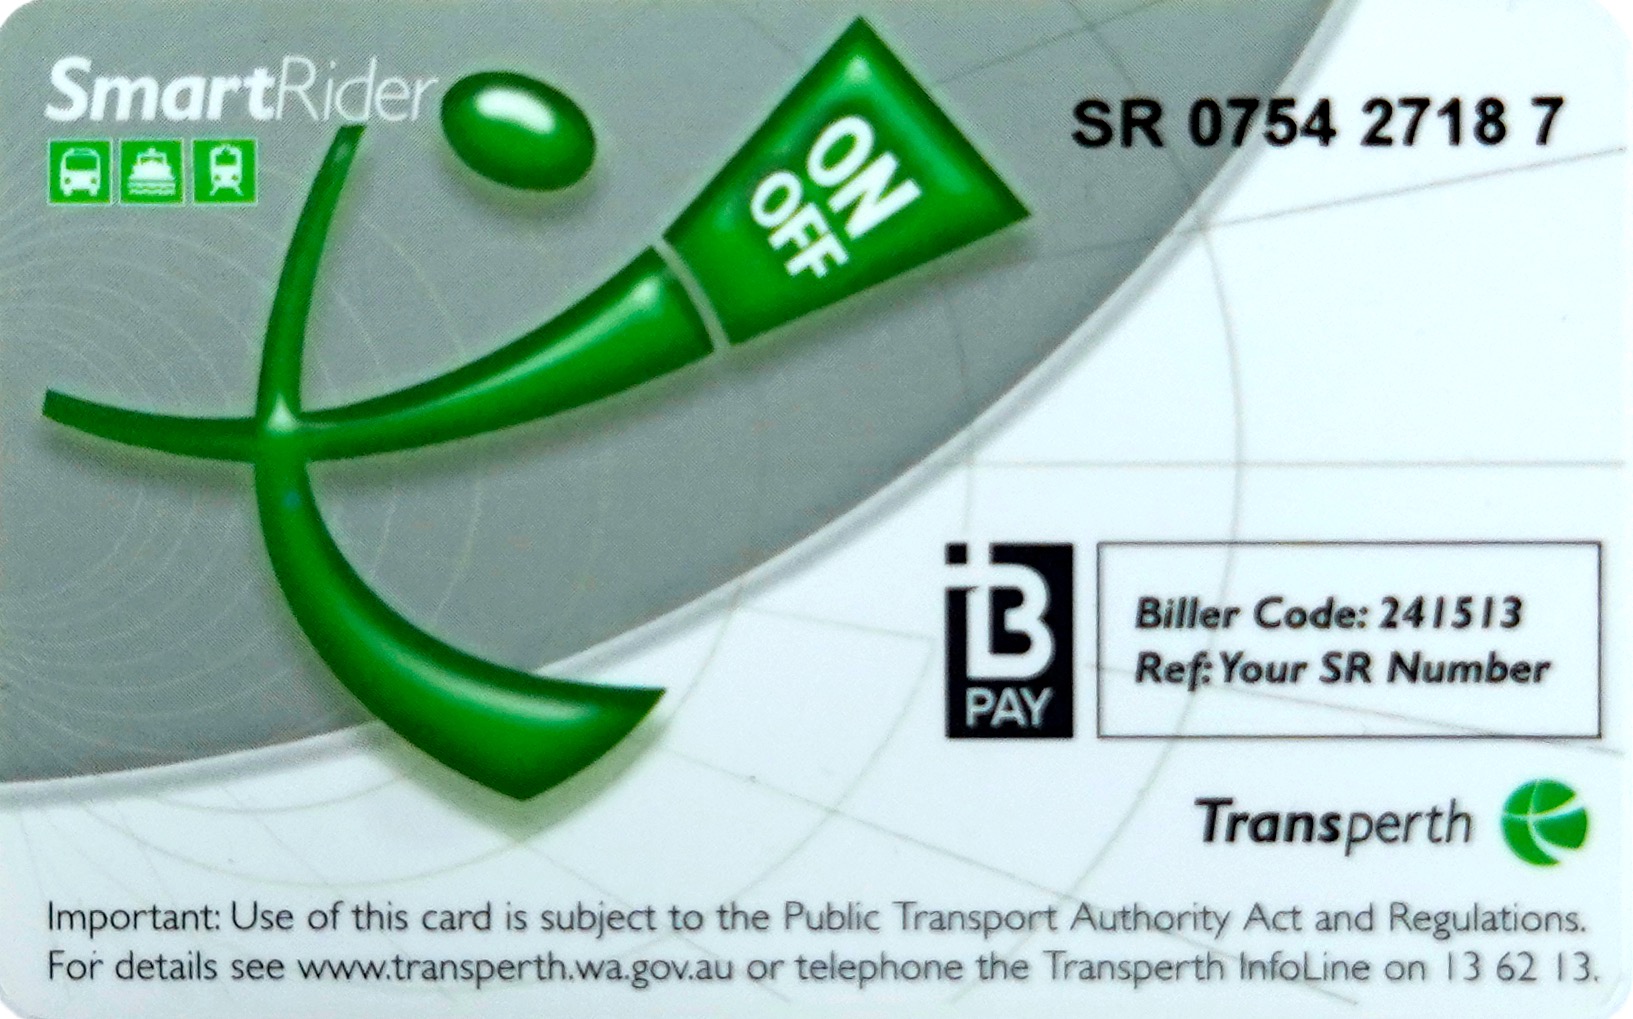 SmartRider
SR 0754 2718 7
ON
OFF
B
PAY
Biller Code: 241513
Ref: Your SR Number
Transperth
Important: Use of this card is subject to the Public Transport Authority Act and Regulations.
For details see www.transperth.wa.gov.au or telephone the Transperth InfoLine on 13 62 13.